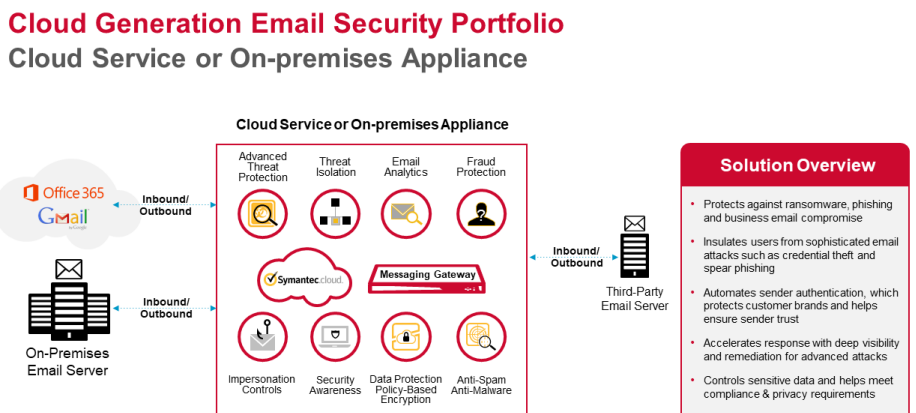 Cloud Generation Email Security Portfolio
Cloud Service or On-premises Appliance
Cloud Service or On-premises Appliance
Advanced
Threat
Protection
Threat
Isolation
Email
Analytics
Fraud
Protection
Office 365
Gmail
by Google
Inbound/
Outbound
On-Premises
Email Server
Inbound/
Outbound
Symantec.cloud
Messaging Gateway
Impersonation
Controls
Security
Awareness
Data Protection
Policy-Based
Encryption
Anti-Spam
Anti-Malware
Inbound/
Outbound
Third-Party
Email Server
Solution Overview
• Protects against ransomware, phishing
and business email compromise
• Insulates users from sophisticated email
attacks such as credential theft and
spear phishing
• Automates sender authentication, which
protects customer brands and helps
ensure sender trust
• Accelerates response with deep visibility
and remediation for advanced attacks
• Controls sensitive data and helps meet
compliance & privacy requirements